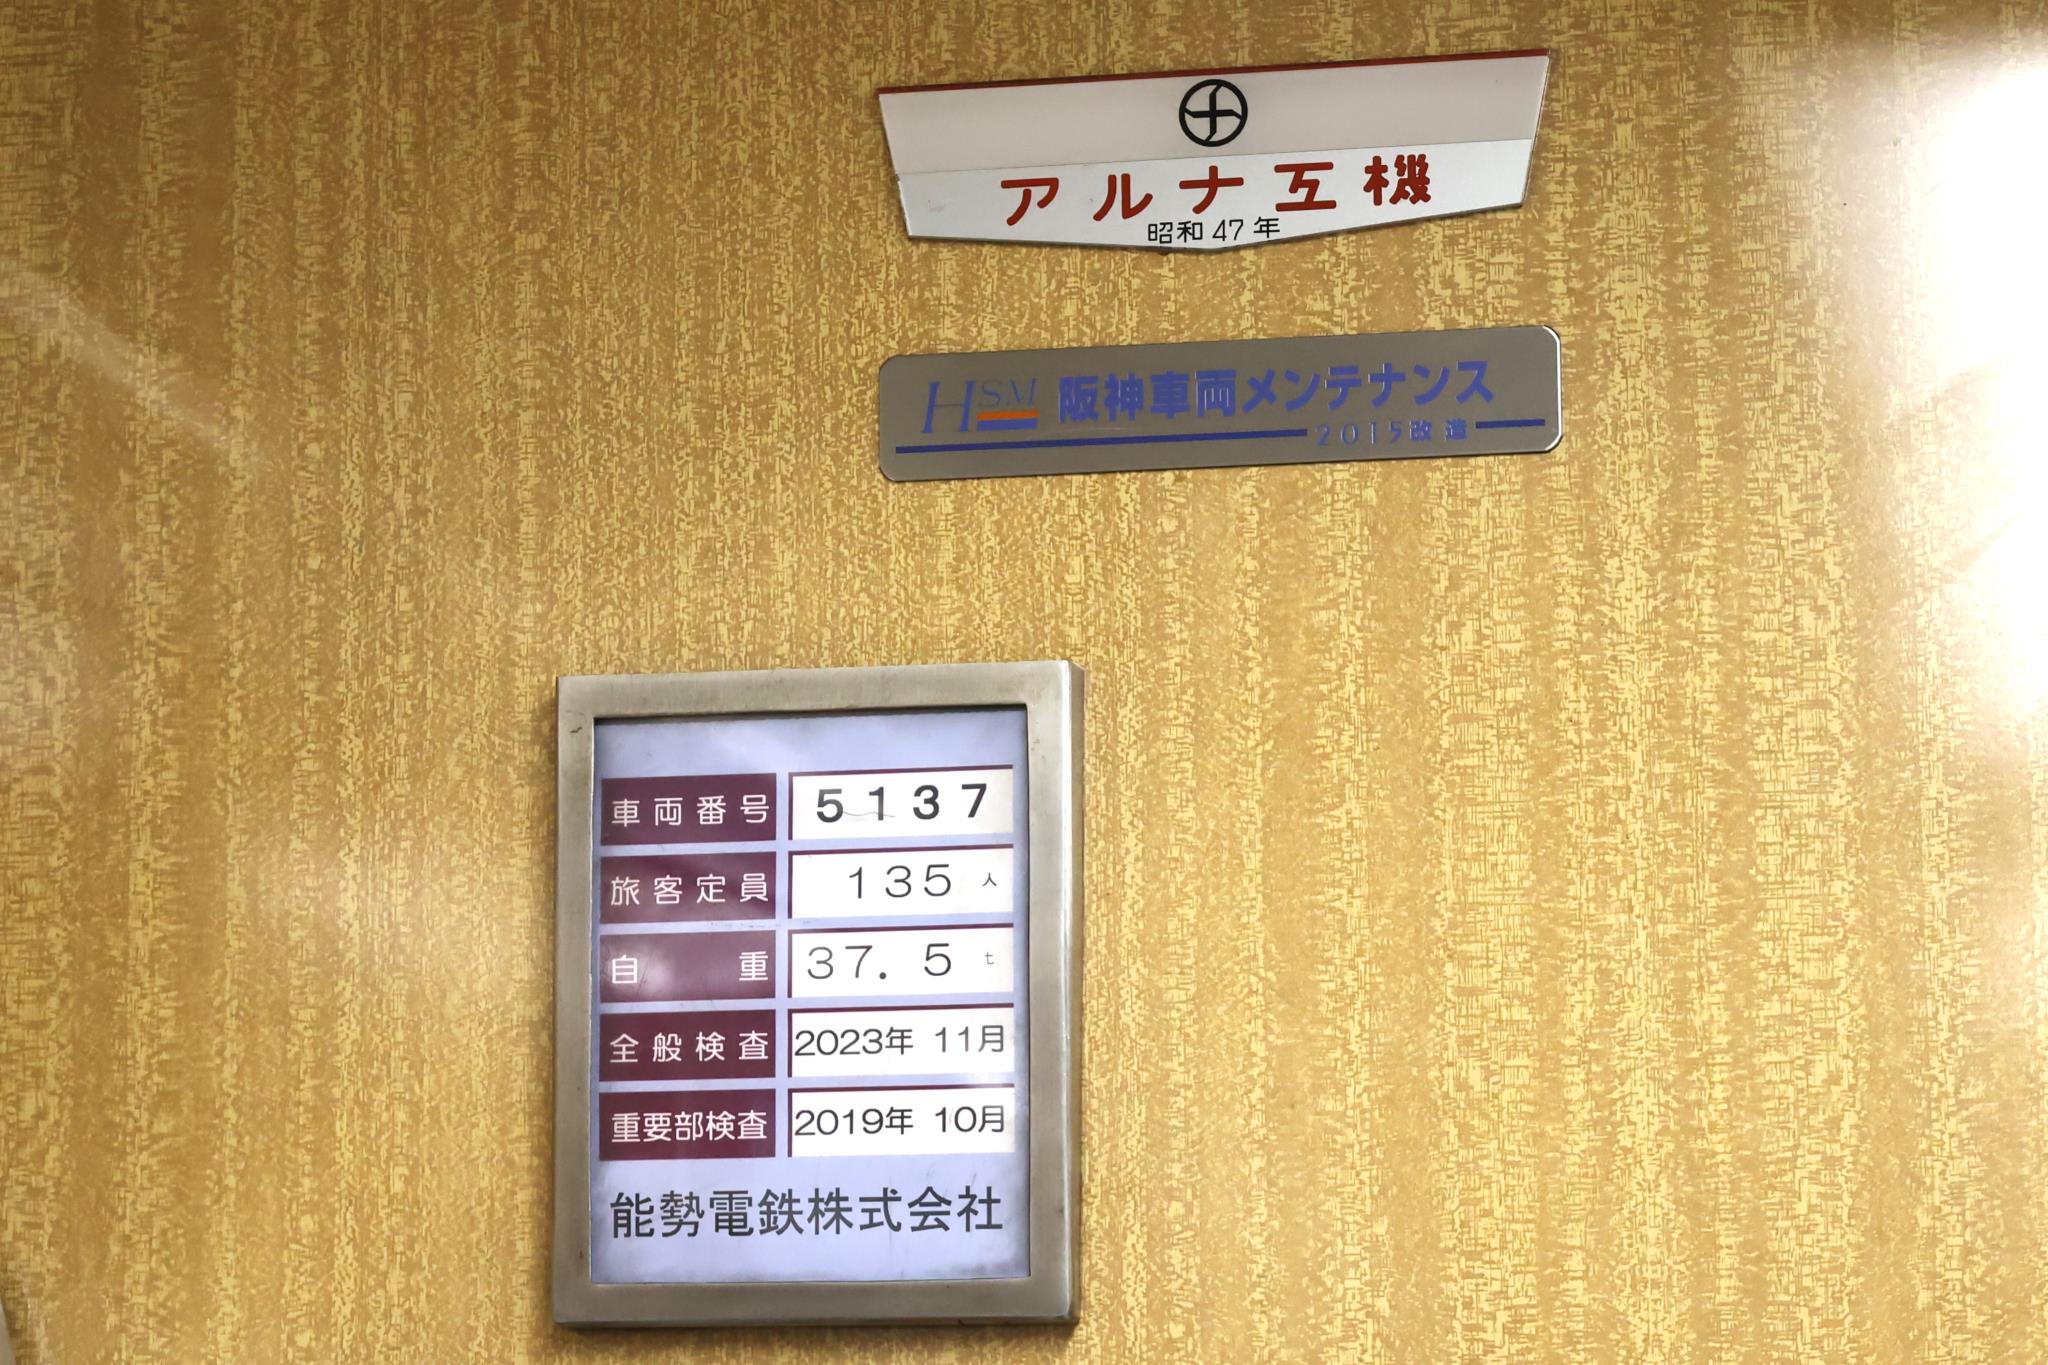 アルナ工機
昭和47年
HSM 阪神車両メンテナンス
2015改造
車両番号 5137
旅客定員 135人
自重 37.5t
全般検査 2023年 11月
重要部検査 2019年 10月
能勢電鉄株式会社